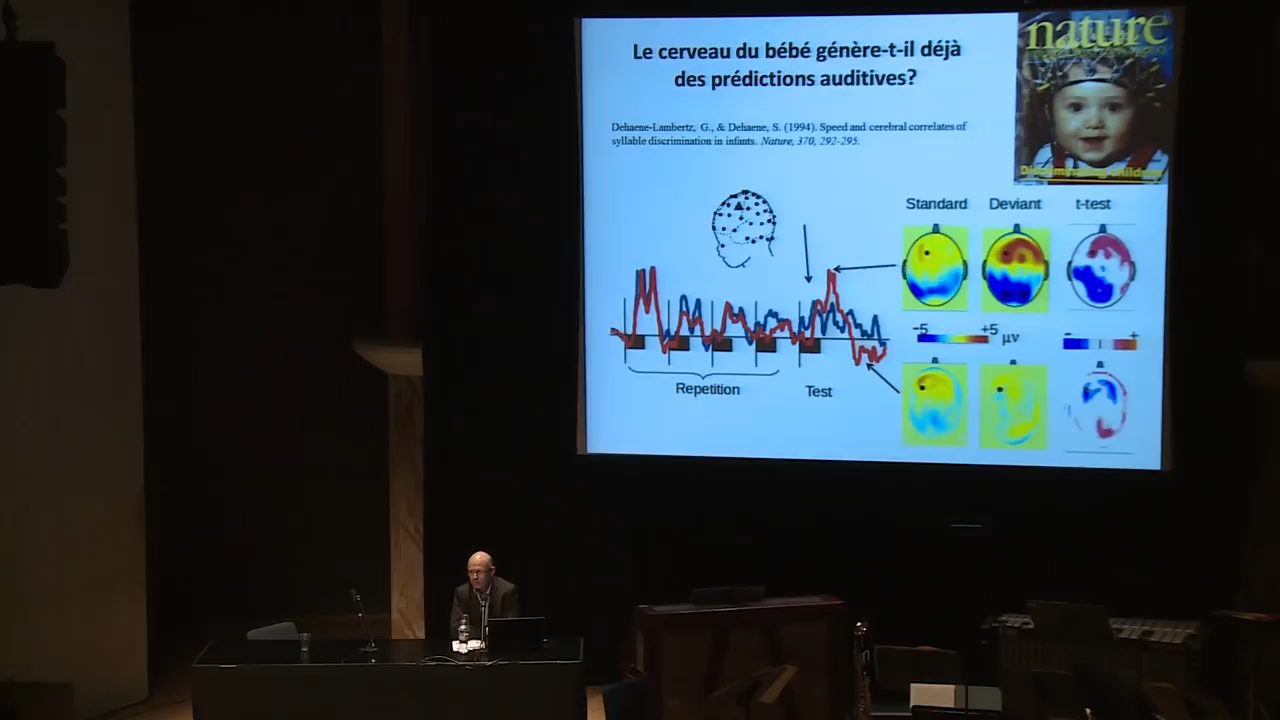 Le cerveau du bébé génère-t-il déjà
des prédictions auditives?
nature
Dehaene-Lambertz, G., & Dehaene, S. (1994). Speed and cerebral correlates of
syllable discrimination in infants. Nature, 370, 292-295.
Standard Deviant t-test
-5 +5 μv - +
Repetition Test